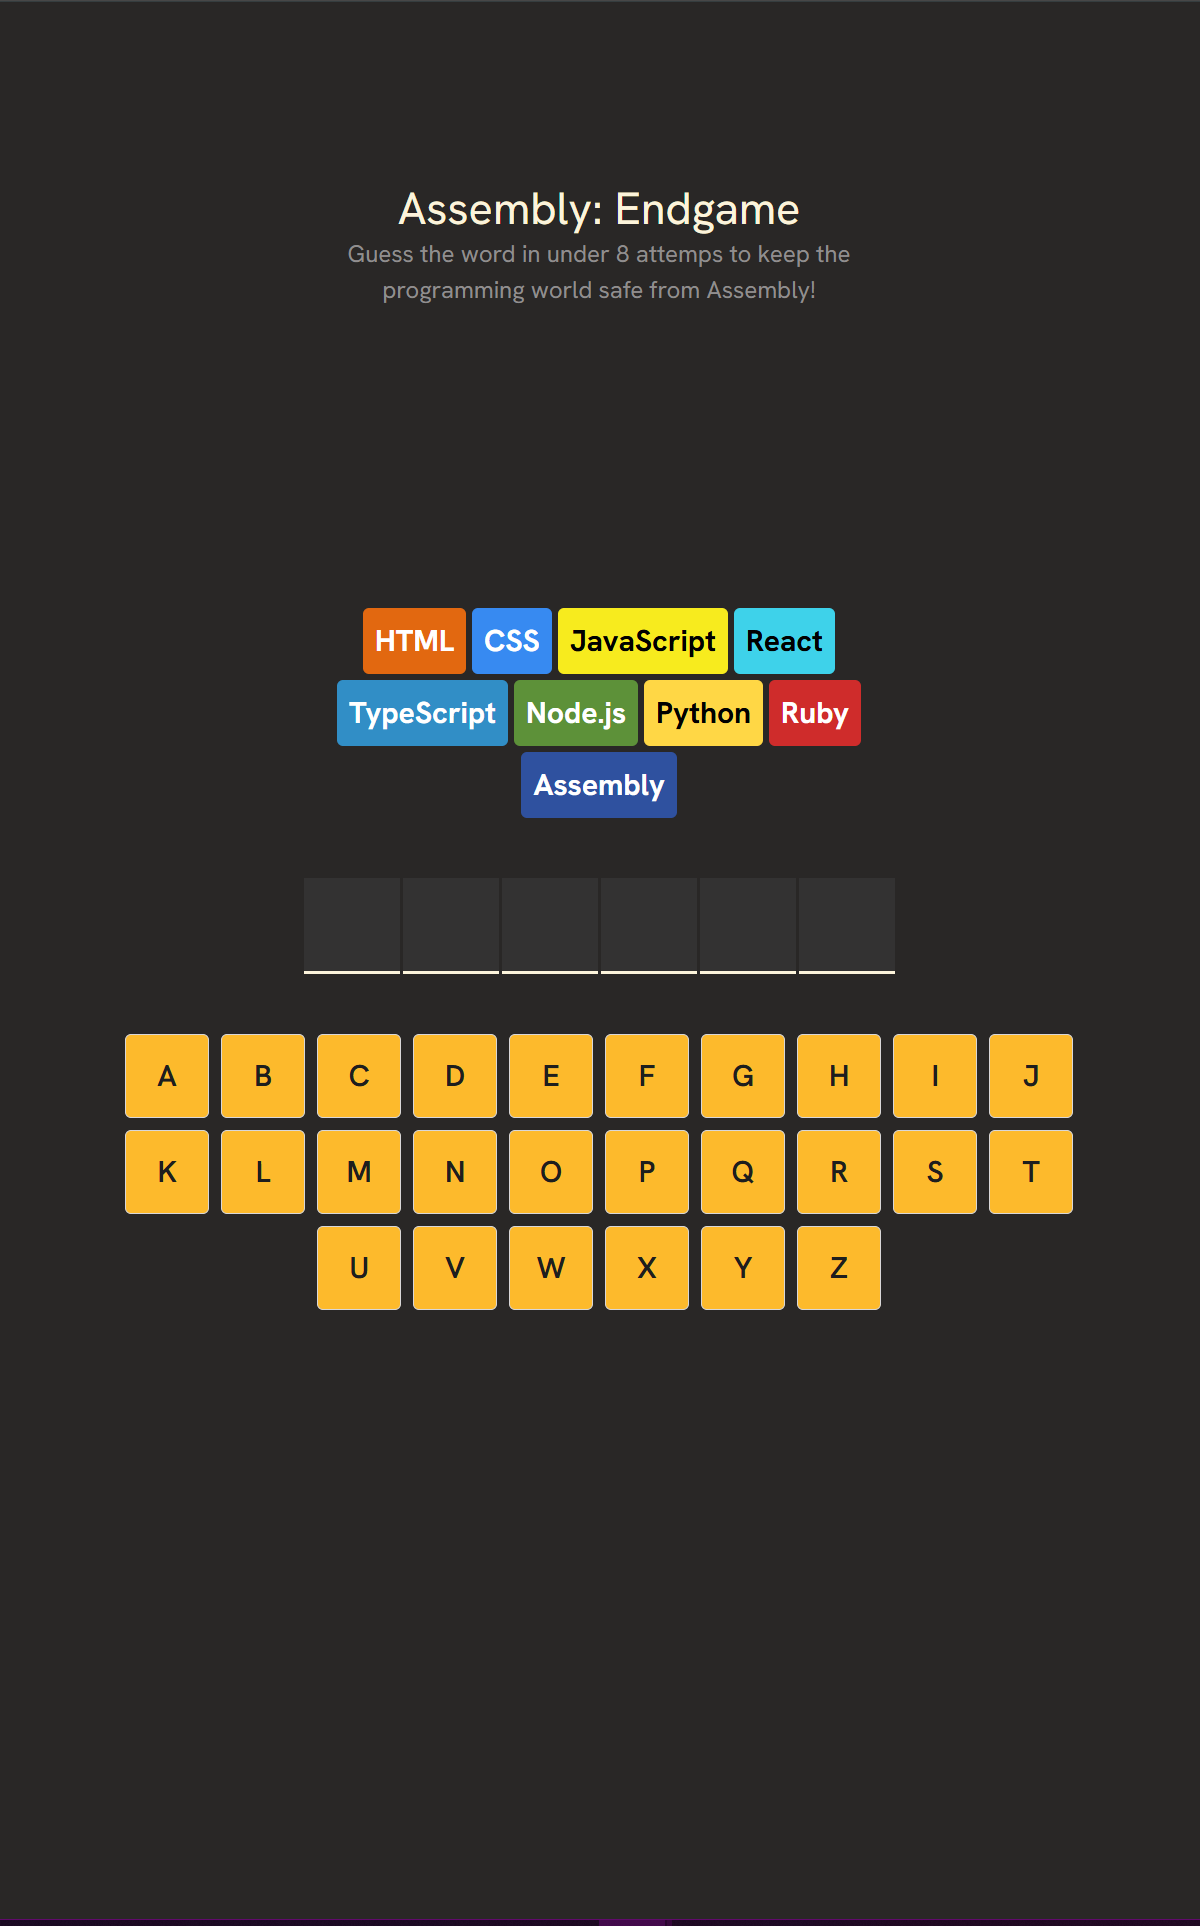 Assembly: Endgame
Guess the word in under 8 attemps to keep the
programming world safe from Assembly!
HTML CSS JavaScript React
TypeScript Node.js Python Ruby
Assembly
A B C D E F G H I J
K L M N O P Q R S T
U V W X Y Z